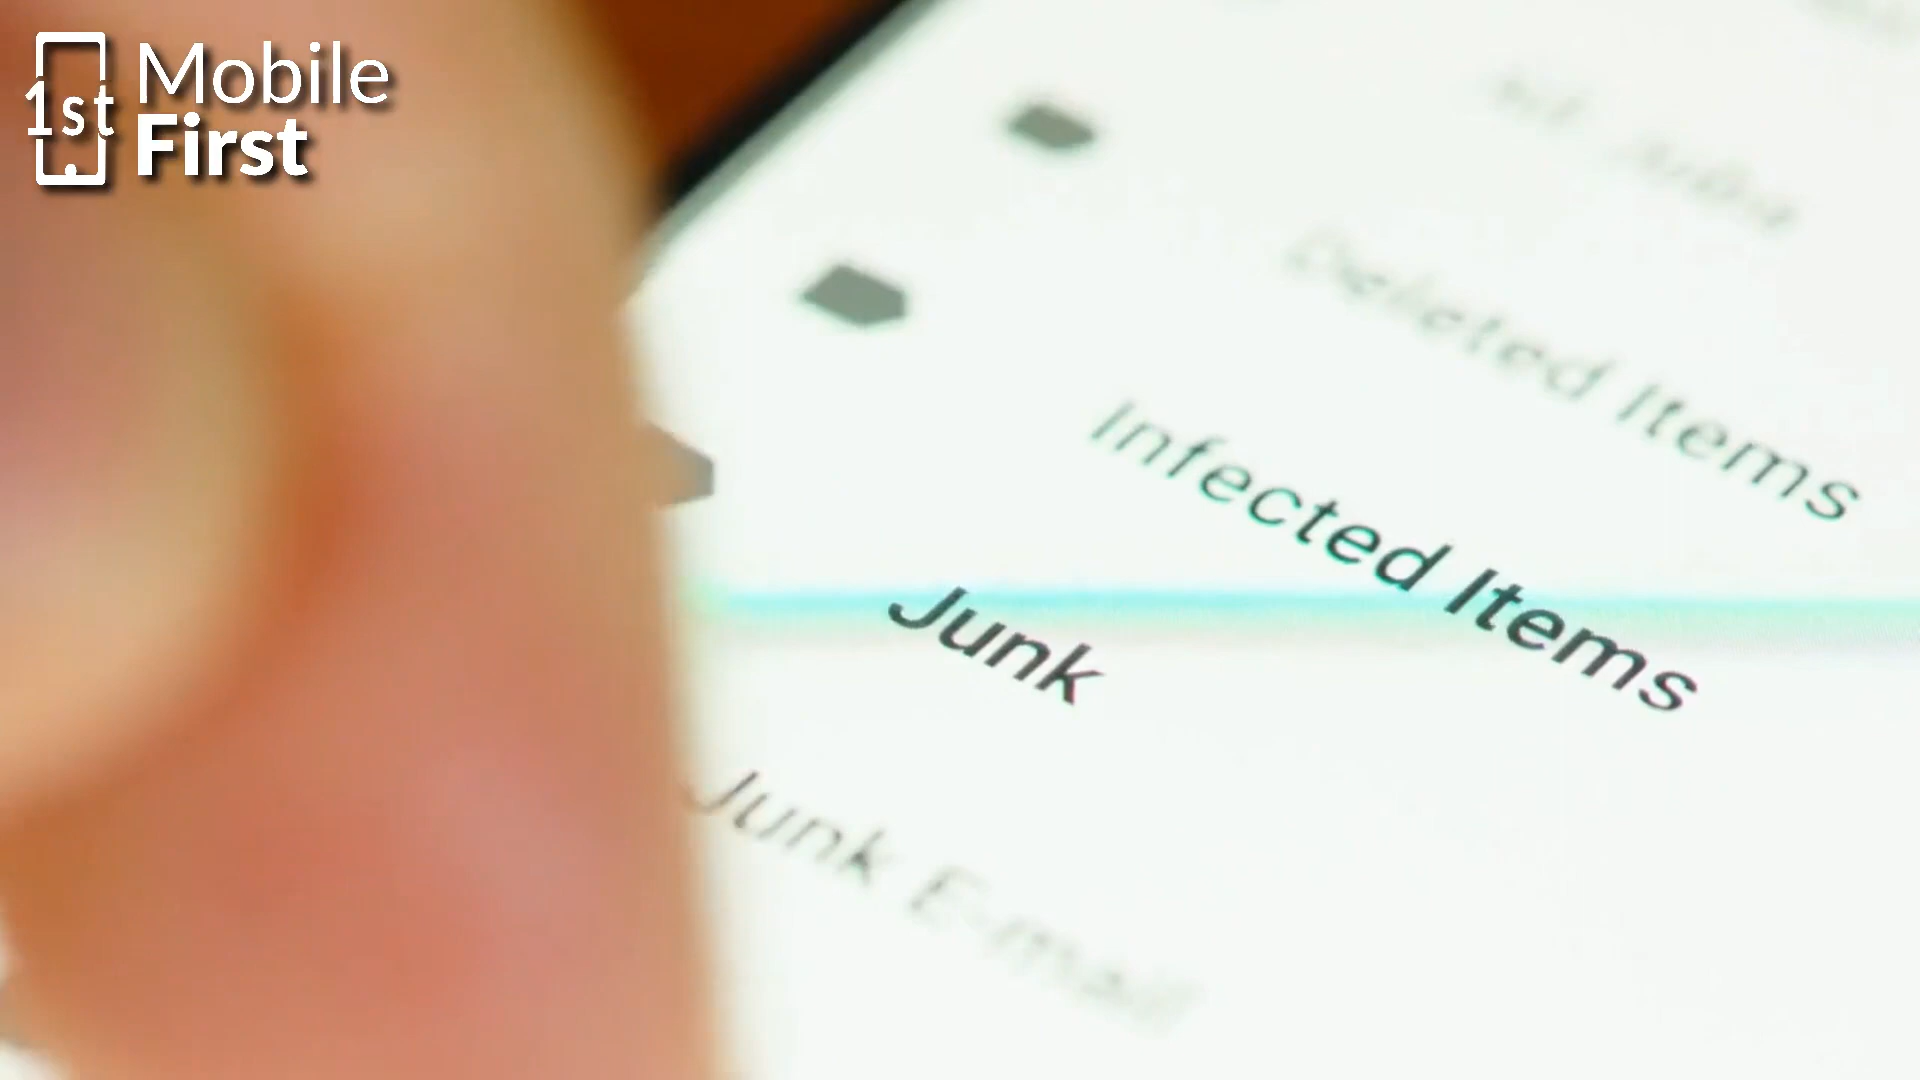 1st
Mobile
First
Deleted Items
Infected Items
Junk
Junk E-mail